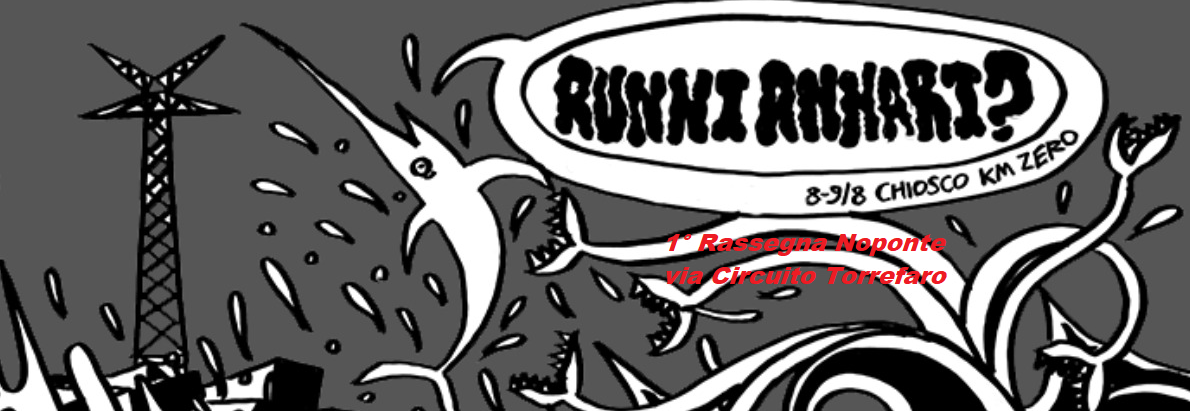 RUNNI ANNARI?
8-9/8 CHIOSCO KM ZERO
1° Rassegna Noponte
via Circuito Torrefaro